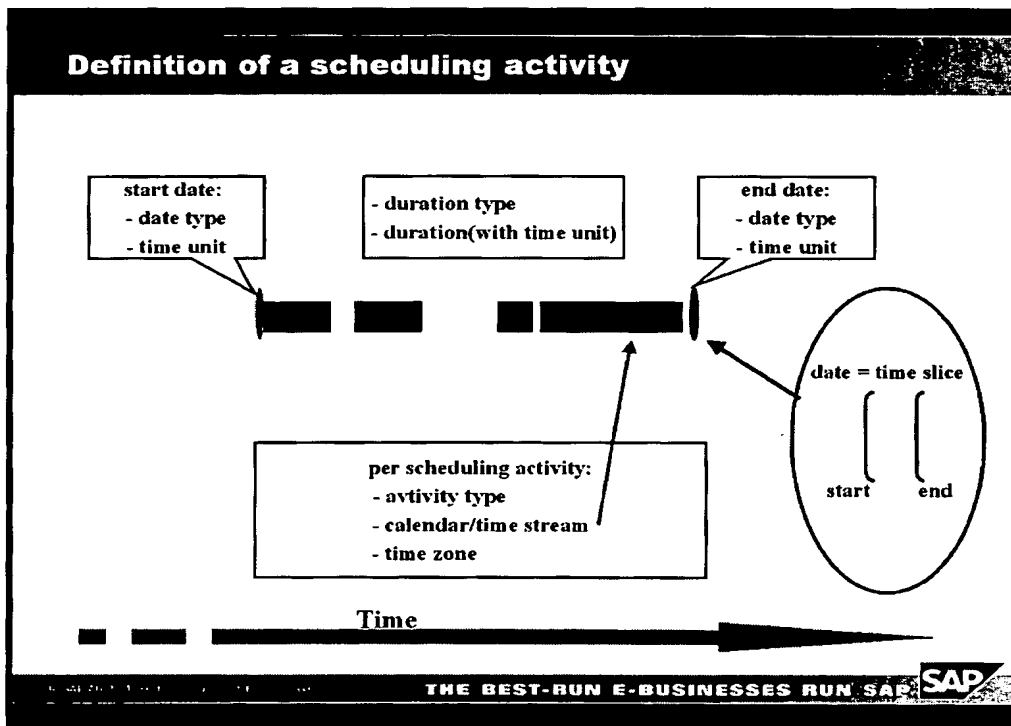 Definition of a scheduling activity
start date:
- date type
- time unit
- duration type
- duration(with time unit)
end date:
- date type
- time unit
date = time slice
start end
per scheduling activity:
- avtivity type
- calendar/time stream
- time zone
Time
THE BEST-RUN E-BUSINESSES RUN SAP
SAP